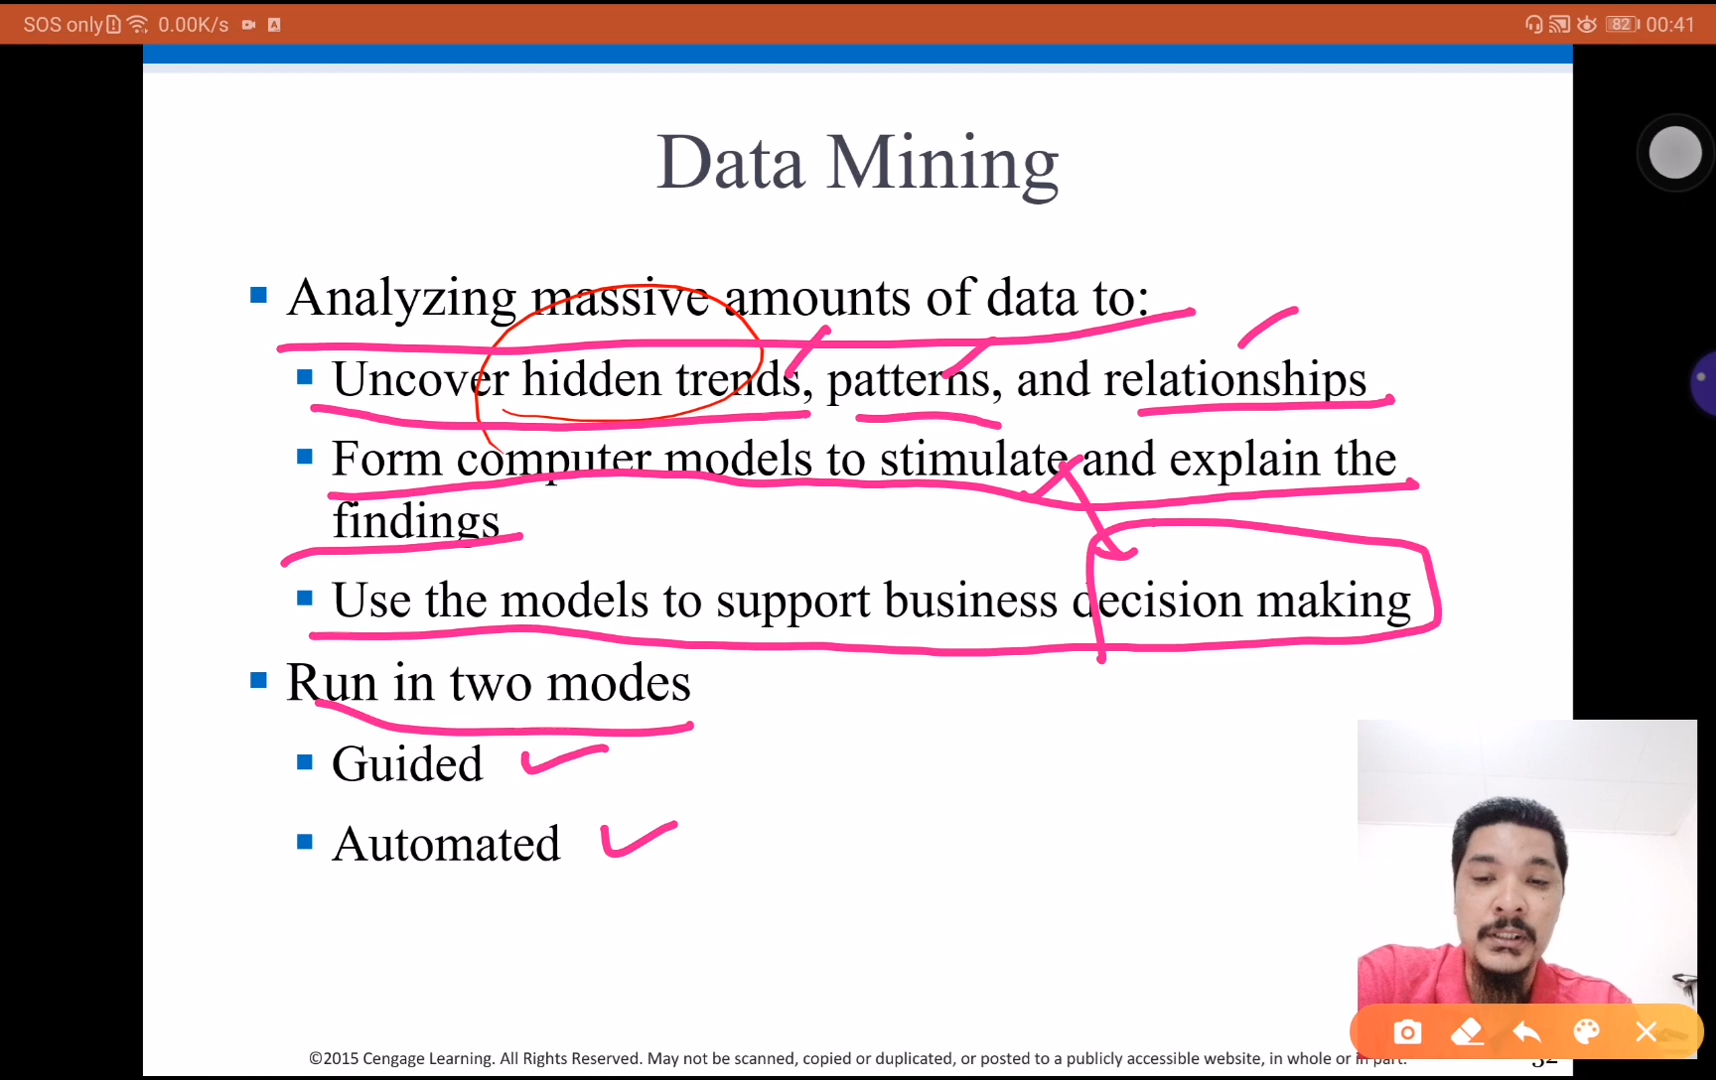 SOS only 0.00K/s 82 00:41
Data Mining
Analyzing massive amounts of data to:
Uncover hidden trends, patterns, and relationships
Form computer models to stimulate and explain the
findings
Use the models to support business decision making
Run in two modes
Guided
Automated
©2015 Cengage Learning. All Rights Reserved. May not be scanned, copied or duplicated, or posted to a publicly accessible website, in whole or in part.